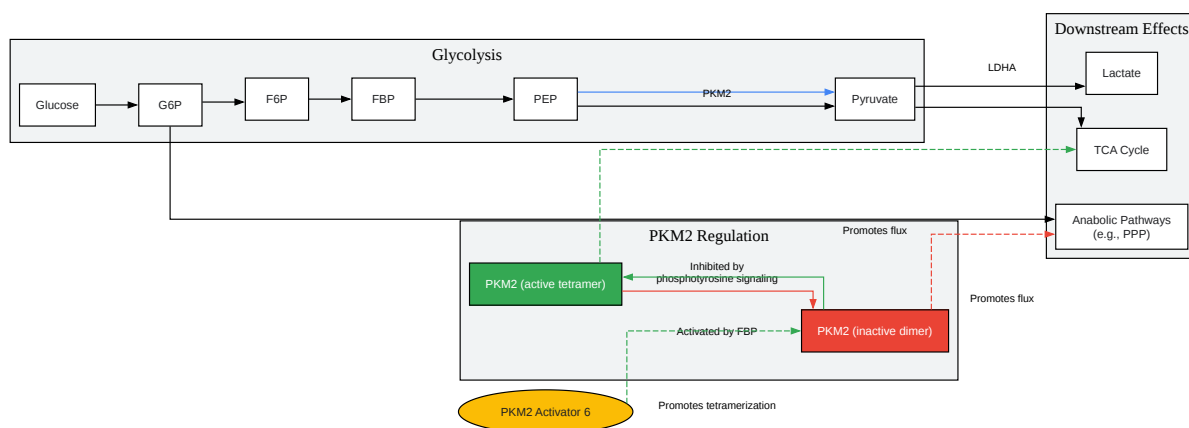 Downstream Effects
Glycolysis
LDHA
Lactate
Glucose
G6P
F6P
FBP
PEP
PKM2
Pyruvate
TCA Cycle
Anabolic Pathways
(e.g., PPP)
PKM2 Regulation
Promotes flux
Inhibited by
phosphotyrosine signaling
PKM2 (active tetramer)
Promotes flux
Activated by FBP
PKM2 (inactive dimer)
Promotes tetramerization
PKM2 Activator 6